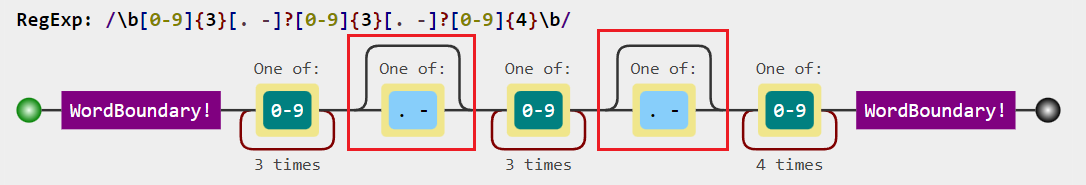 RegExp: /\b[0-9]{3}[. -]?[0-9]{3}[. -]?[0-9]{4}\b/
One of: One of: One of: One of: One of:
WordBoundary! 0-9 . - 0-9 . - 0-9 WordBoundary!
3 times 3 times 4 times